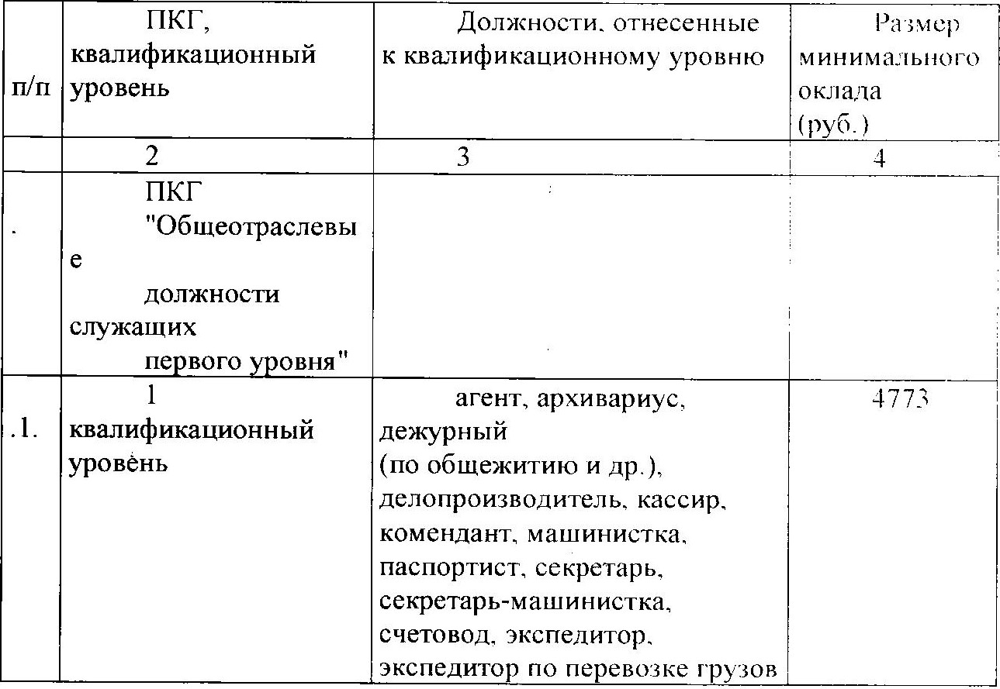 п/п
ПКГ,
квалификационный
уровень
Должности, отнесенные
к квалификационному уровню
Размер
минимального
оклада
(руб.)
2
3
4
.
ПКГ
"Общеотраслевы
е
должности
служащих
первого уровня"
.1.
1
квалификационный
уровень
агент, архивариус,
дежурный
(по общежитию и др.),
делопроизводитель, кассир,
комендант, машинистка,
паспортист, секретарь,
секретарь-машинистка,
счетовод, экспедитор,
экспедитор по перевозке грузов
4773